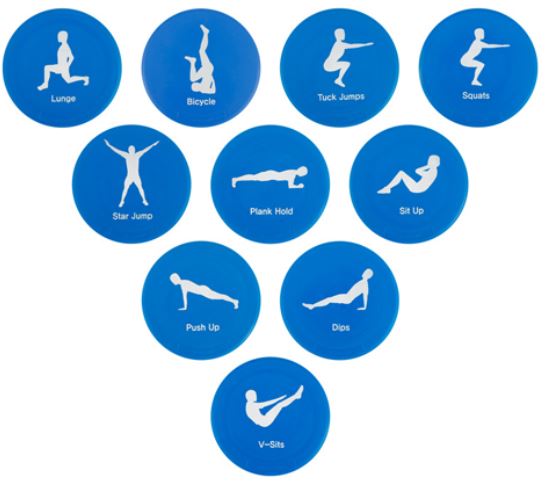 Lunge
Bicycle
Tuck Jumps
Squats
Star Jump
Plank Hold
Sit Up
Push Up
Dips
V-Sits